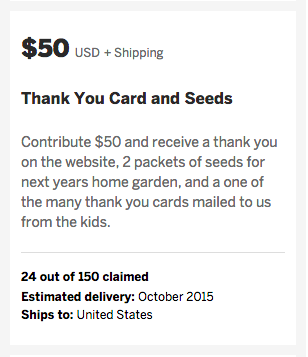 $50 USD + Shipping
Thank You Card and Seeds
Contribute $50 and receive a thank you
on the website, 2 packets of seeds for
next years home garden, and a one of
the many thank you cards mailed to us
from the kids.
24 out of 150 claimed
Estimated delivery: October 2015
Ships to: United States